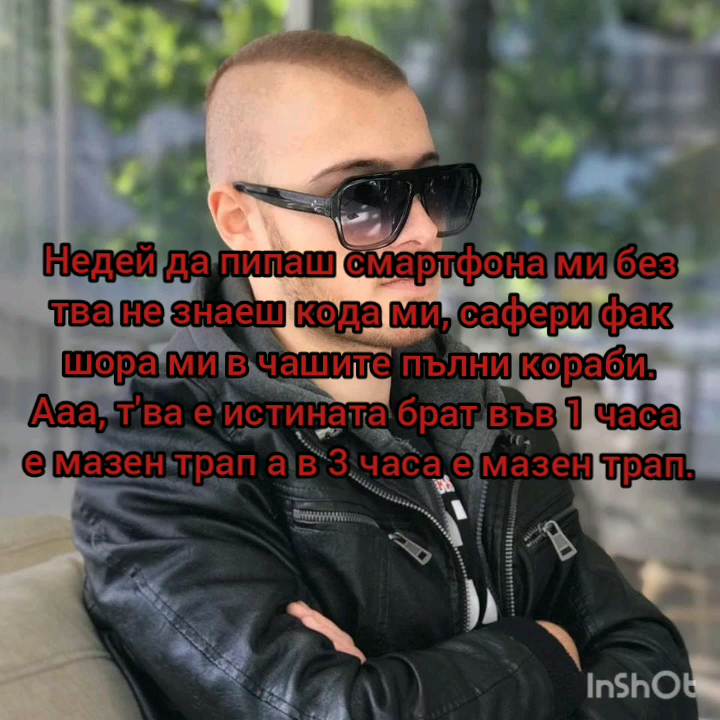 Недей да пипаш смартфона ми без
тва не знаеш кода ми, сафери фак
шора ми в чашите пълни кораби.
Ааа, т'ва е истината брат във 1 часа
е мазен трап а в 3 часа е мазен трап.
InShOt